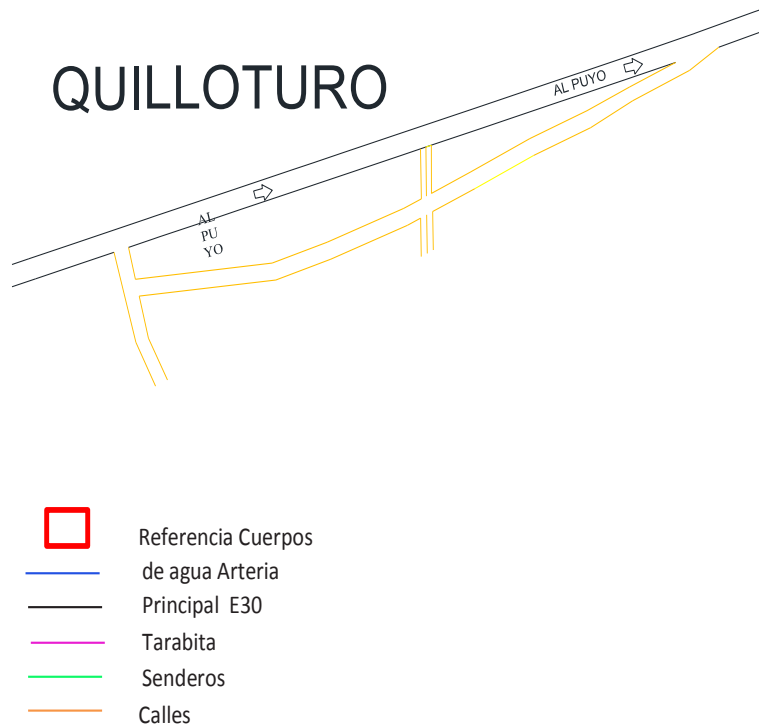 QUILLOTURO
AL PUYO
AL
PU
YO
Referencia Cuerpos
de agua Arteria
Principal E30
Tarabita
Senderos
Calles